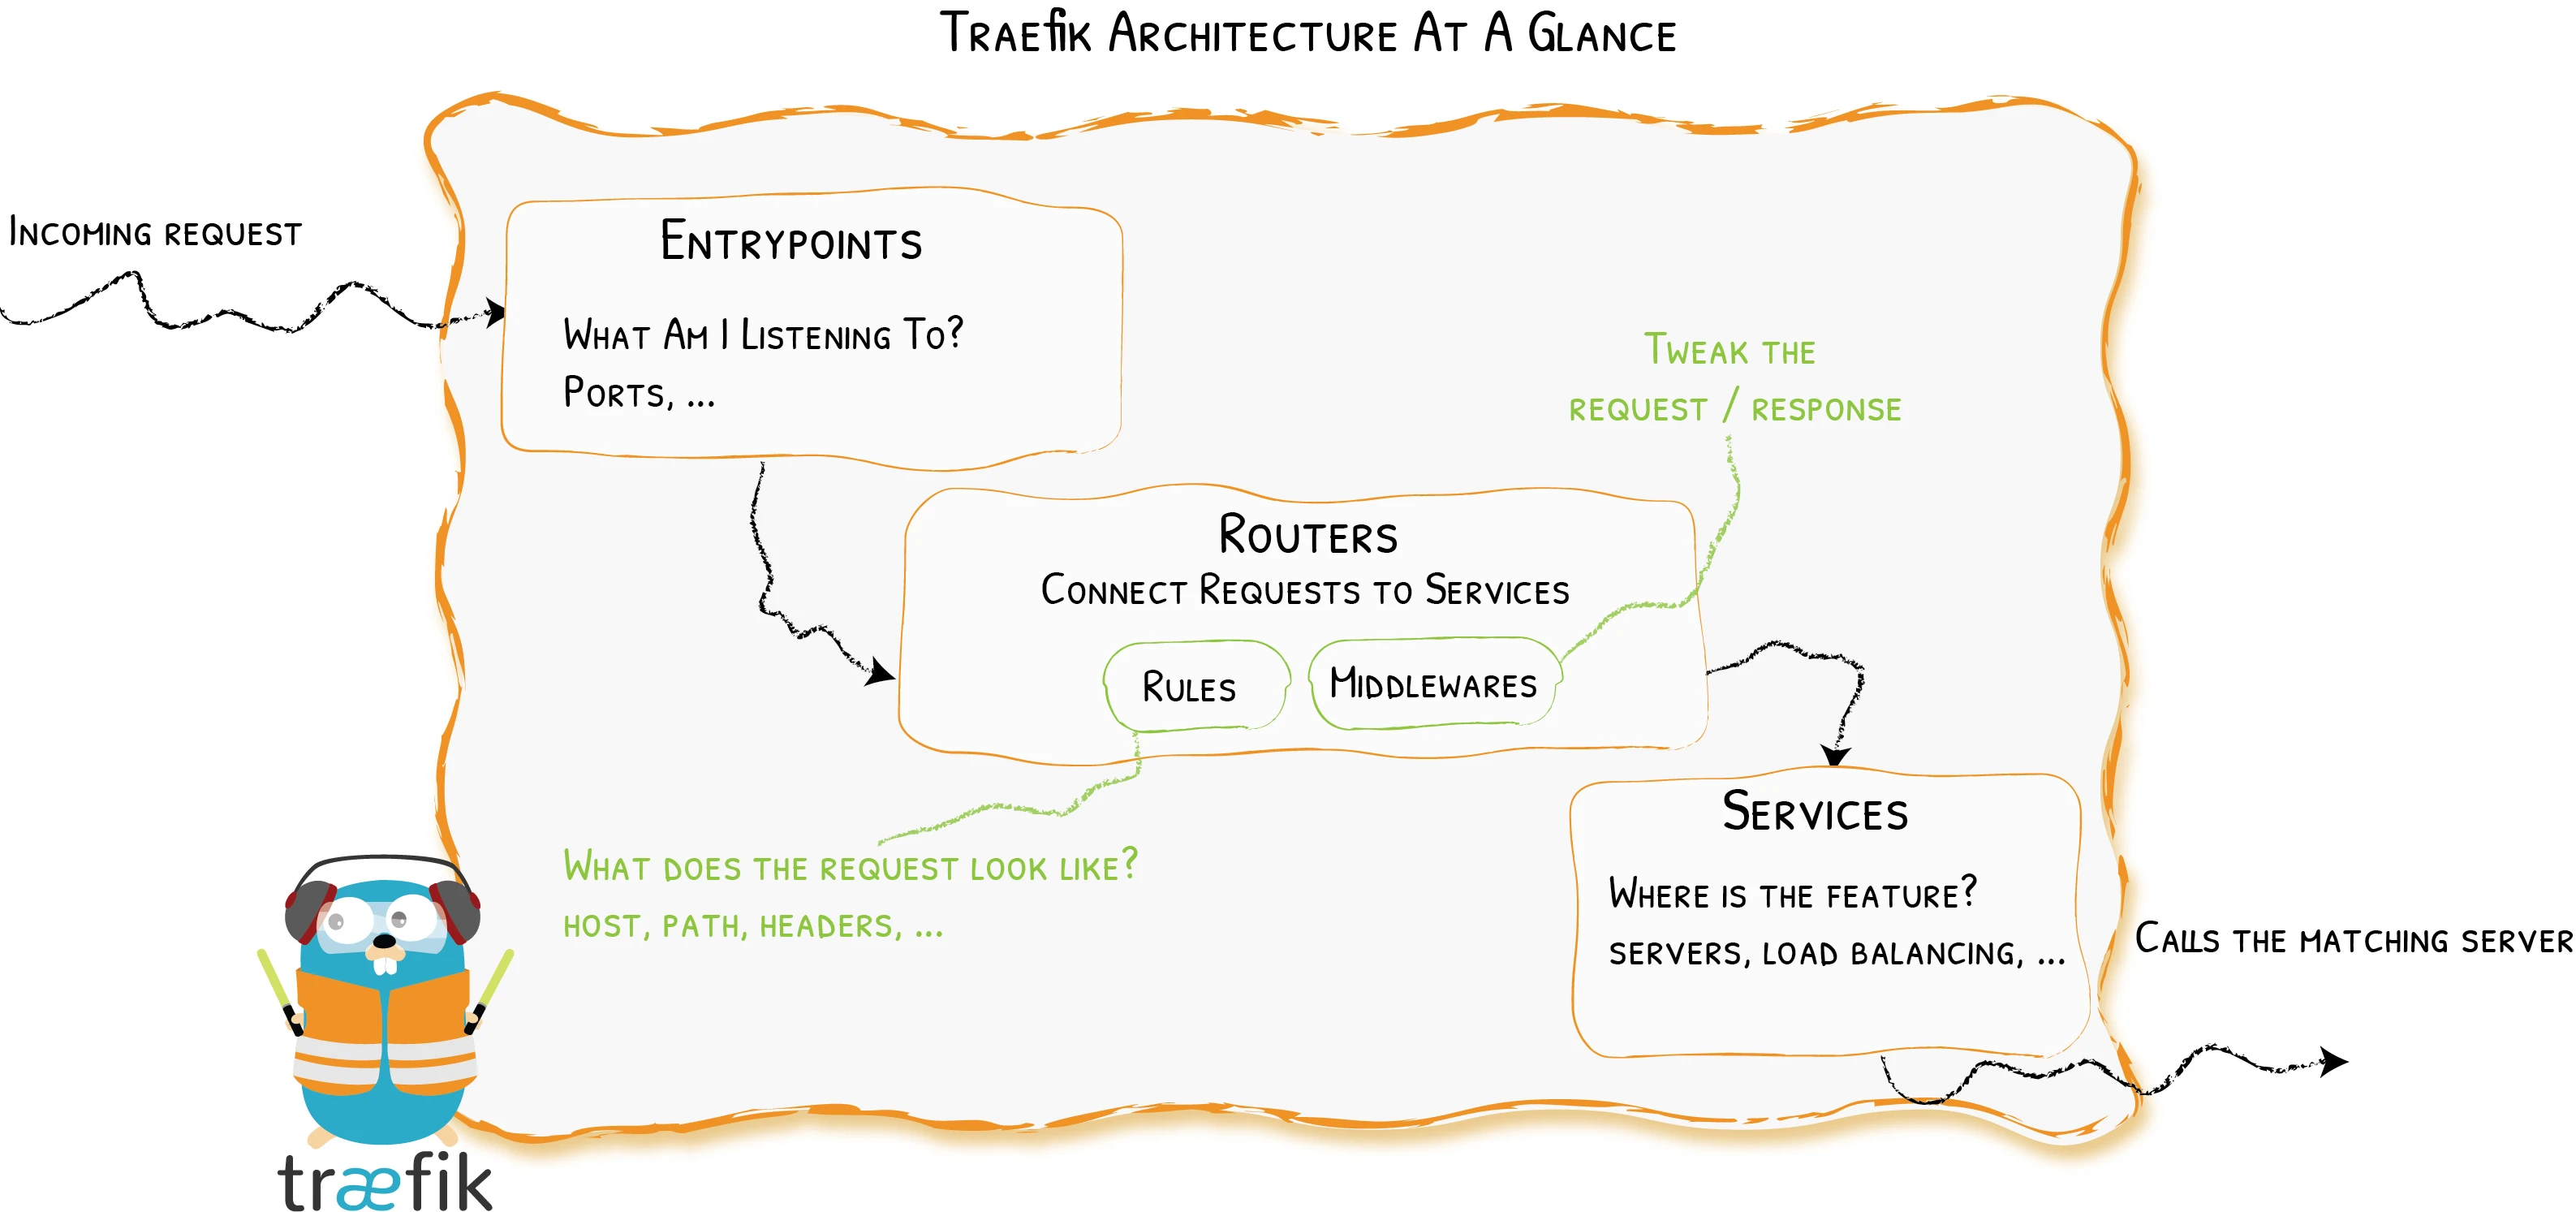 Traefik Architecture At A Glance
Incoming request
Entrypoints
What Am I Listening To?
Ports, ...
Tweak the
request / response
Routers
Connect Requests to Services
Rules
Middlewares
What does the request look like?
host, path, headers, ...
Services
Where is the feature?
servers, load balancing, ...
Calls the matching server
træfik